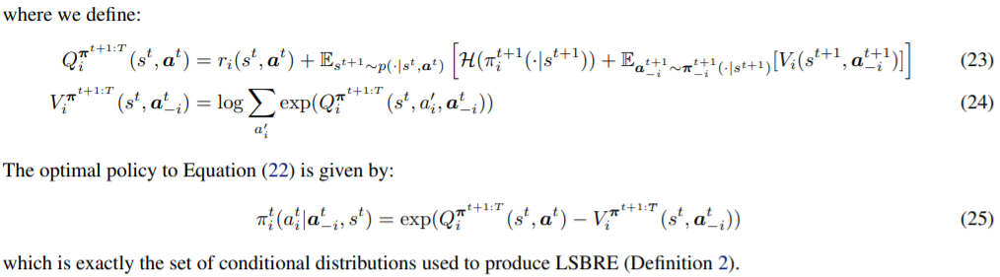 where we define:
$Q_i^{\boldsymbol{\pi}^{t+1:T}}(s^t, \boldsymbol{a}^t) = r_i(s^t, \boldsymbol{a}^t) + \mathbb{E}_{s^{t+1} \sim p(\cdot|s^t, \boldsymbol{a}^t)} \left[ \mathcal{H}(\pi_i^{t+1}(\cdot|s^{t+1})) + \mathbb{E}_{\boldsymbol{a}_{-i}^{t+1} \sim \boldsymbol{\pi}_{-i}^{t+1}(\cdot|s^{t+1})}[V_i(s^{t+1}, \boldsymbol{a}_{-i}^{t+1})] \right]$ (23)
$V_i^{\boldsymbol{\pi}^{t+1:T}}(s^t, \boldsymbol{a}_{-i}^t) = \log \sum_{a_i'} \exp(Q_i^{\boldsymbol{\pi}^{t+1:T}}(s^t, a_i', \boldsymbol{a}_{-i}^t))$ (24)
The optimal policy to Equation (22) is given by:
$\pi_i^t(a_i^t|\boldsymbol{a}_{-i}^t, s^t) = \exp(Q_i^{\boldsymbol{\pi}^{t+1:T}}(s^t, \boldsymbol{a}^t) - V_i^{\boldsymbol{\pi}^{t+1:T}}(s^t, \boldsymbol{a}_{-i}^t))$ (25)
which is exactly the set of conditional distributions used to produce LSBRE (Definition 2).